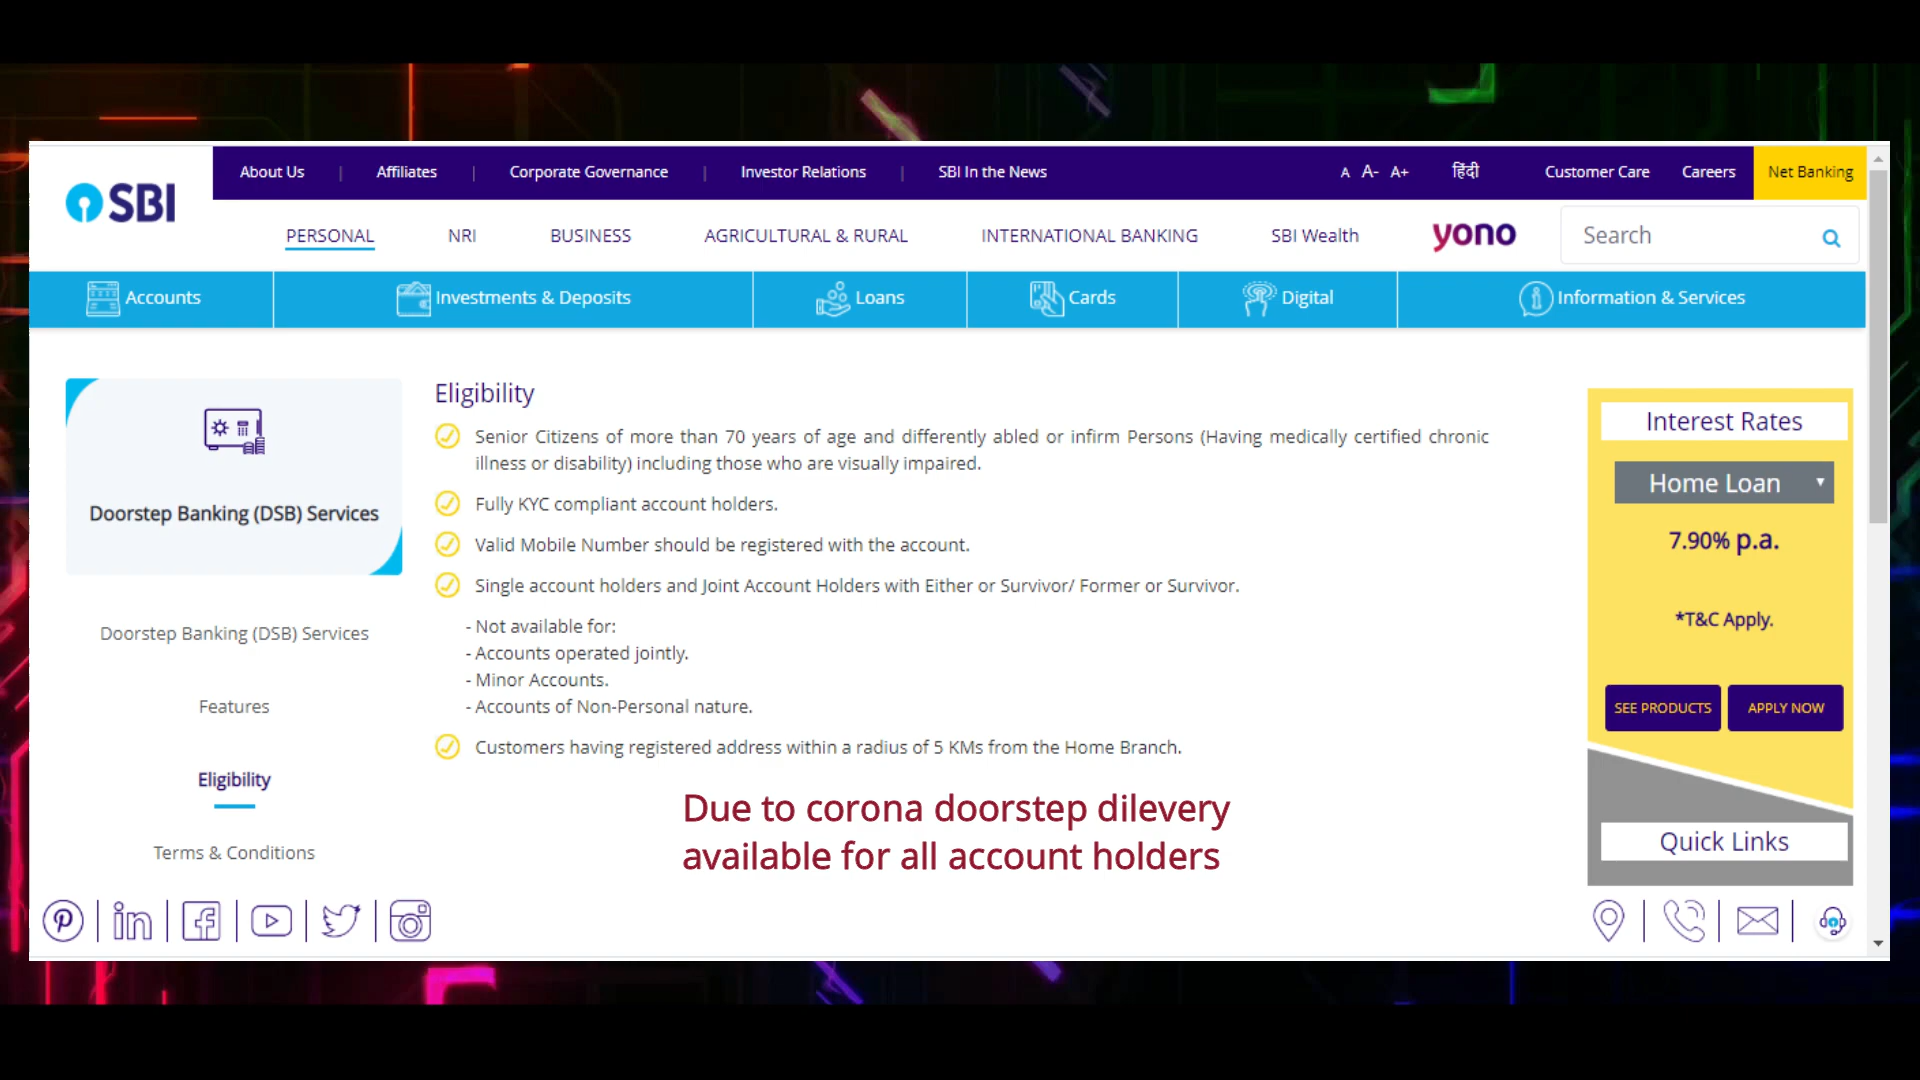 SBI
About Us | Affiliates | Corporate Governance | Investor Relations | SBI In the News A A- A+ हिंदी Customer Care Careers Net Banking
PERSONAL NRI BUSINESS AGRICULTURAL & RURAL INTERNATIONAL BANKING SBI Wealth yono Search
Accounts Investments & Deposits Loans Cards Digital Information & Services
Doorstep Banking (DSB) Services
Doorstep Banking (DSB) Services
Features
Eligibility
Terms & Conditions
Eligibility
Senior Citizens of more than 70 years of age and differently abled or infirm Persons (Having medically certified chronic
illness or disability) including those who are visually impaired.
Fully KYC compliant account holders.
Valid Mobile Number should be registered with the account.
Single account holders and Joint Account Holders with Either or Survivor/ Former or Survivor.
- Not available for:
- Accounts operated jointly.
- Minor Accounts.
- Accounts of Non-Personal nature.
Customers having registered address within a radius of 5 KMs from the Home Branch.
Due to corona doorstep dilevery
available for all account holders
Interest Rates
Home Loan
7.90% p.a.
*T&C Apply.
SEE PRODUCTS APPLY NOW
Quick Links